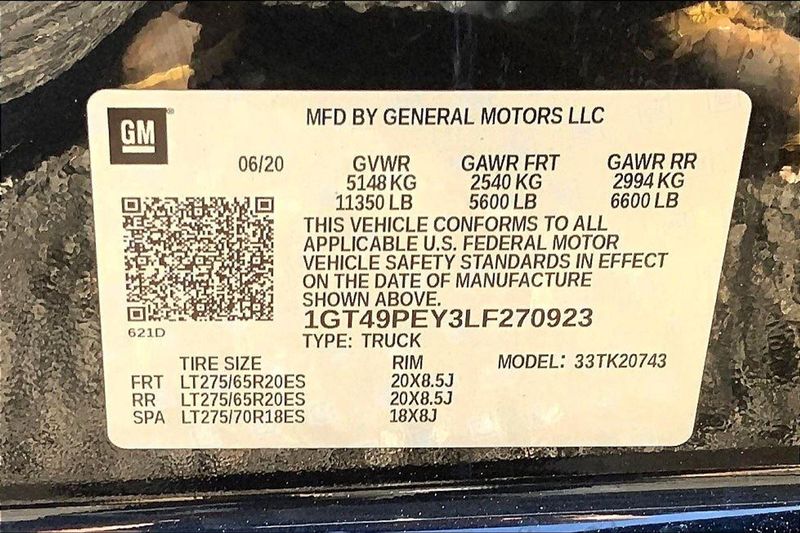 GM
MFD BY GENERAL MOTORS LLC
06/20 GVWR GAWR FRT GAWR RR
5148 KG 2540 KG 2994 KG
11350 LB 5600 LB 6600 LB
THIS VEHICLE CONFORMS TO ALL
APPLICABLE U.S. FEDERAL MOTOR
VEHICLE SAFETY STANDARDS IN EFFECT
ON THE DATE OF MANUFACTURE
SHOWN ABOVE.
1GT49PEY3LF270923
621D
TYPE: TRUCK
TIRE SIZE RIM MODEL: 33TK20743
FRT LT275/65R20ES 20X8.5J
RR LT275/65R20ES 20X8.5J
SPA LT275/70R18ES 18X8J